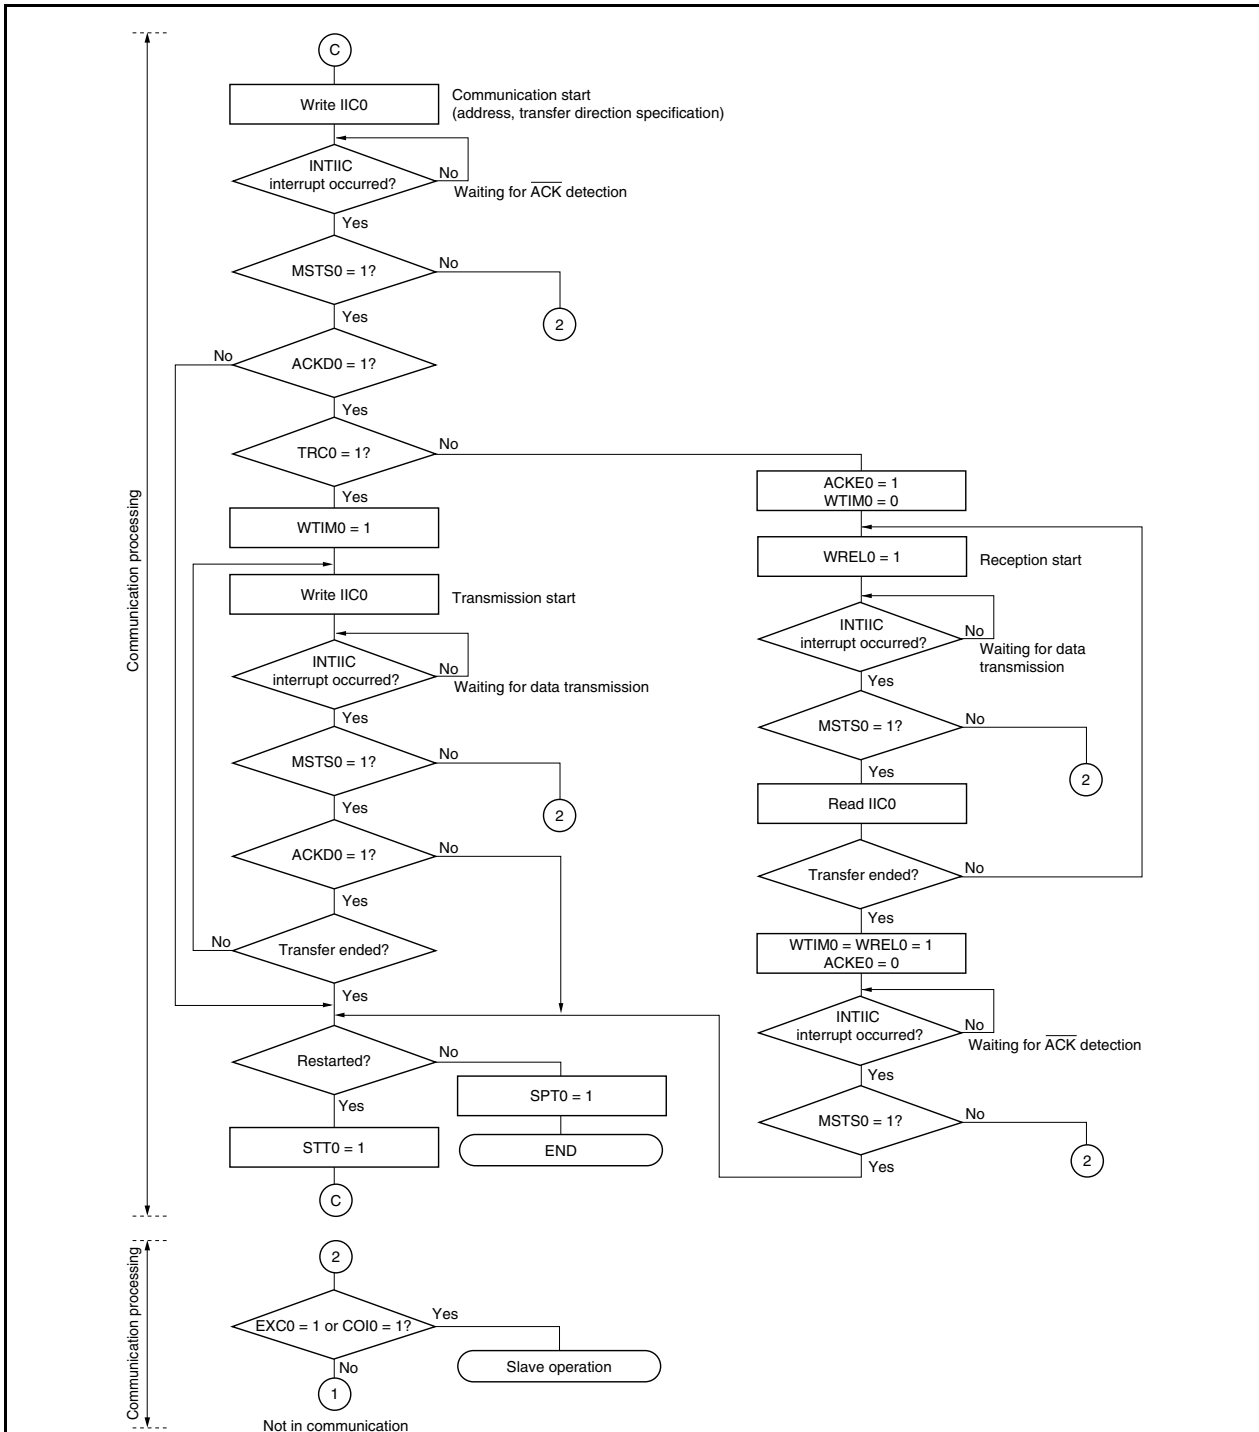 C
Write IIC0
Communication start
(address, transfer direction specification)
INTIIC
interrupt occurred?
No
Waiting for ACK detection
Yes
MSTS0 = 1?
No
2
Yes
No
ACKD0 = 1?
Yes
TRC0 = 1?
No
Yes
WTIM0 = 1
Write IIC0
Transmission start
INTIIC
interrupt occurred?
No
Waiting for data transmission
Yes
MSTS0 = 1?
No
2
Yes
ACKD0 = 1?
No
Yes
No
Transfer ended?
Yes
Restarted?
No
SPT0 = 1
END
Yes
STT0 = 1
C
ACKE0 = 1
WTIM0 = 0
WREL0 = 1
Reception start
INTIIC
interrupt occurred?
No
Waiting for data
transmission
Yes
MSTS0 = 1?
No
2
Yes
Read IIC0
Transfer ended?
No
Yes
WTIM0 = WREL0 = 1
ACKE0 = 0
INTIIC
interrupt occurred?
No
Waiting for ACK detection
Yes
MSTS0 = 1?
No
2
Yes
Communication processing
2
EXC0 = 1 or COI0 = 1?
Yes
Slave operation
No
1
Not in communication
Communication processing